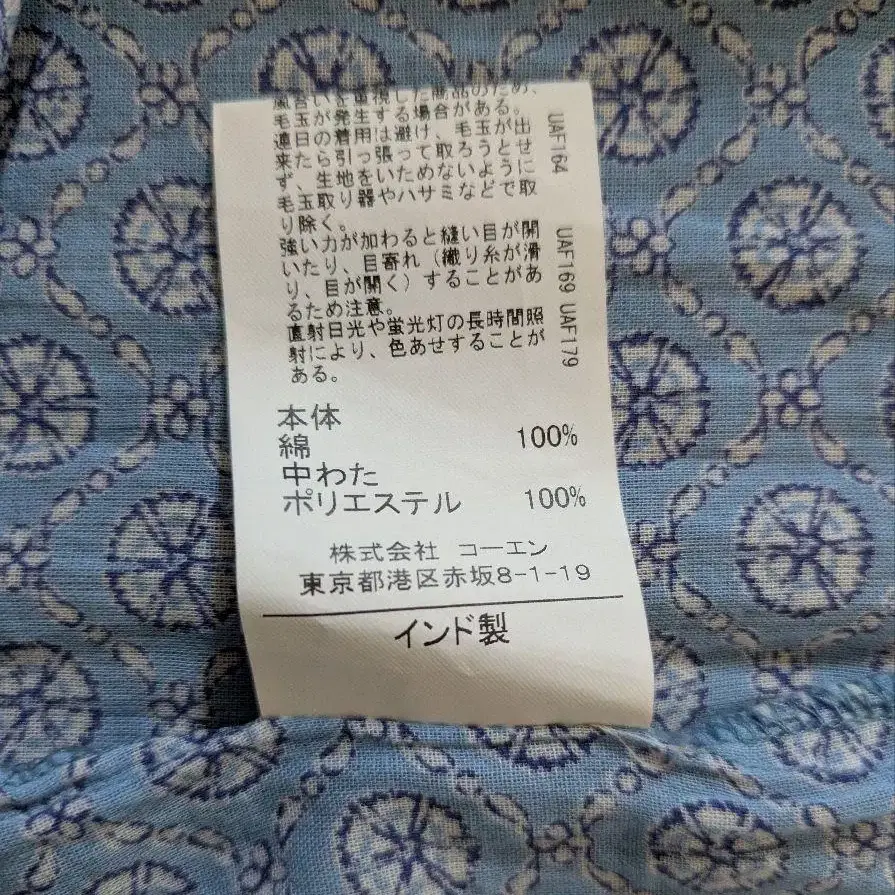 風合いを重視した商品のため、
毛玉が発生する場合がある。
連日の着用は避け、毛玉が出
来たら引っ張って取ろうとせ
ず、生地をいためないように
毛玉取り器やハサミなどで取
り除く。
強い力が加わると縫い目が開
いたり、目寄れ（織り糸が滑
り、目が開く）することがあ
るため注意。
直射日光や蛍光灯の長時間照
射により、色あせすることが
ある。
UAF164
UAF169 UAF179
本体
綿 100%
中わた
ポリエステル 100%
株式会社 コーエン
東京都港区赤坂8-1-19
インド製